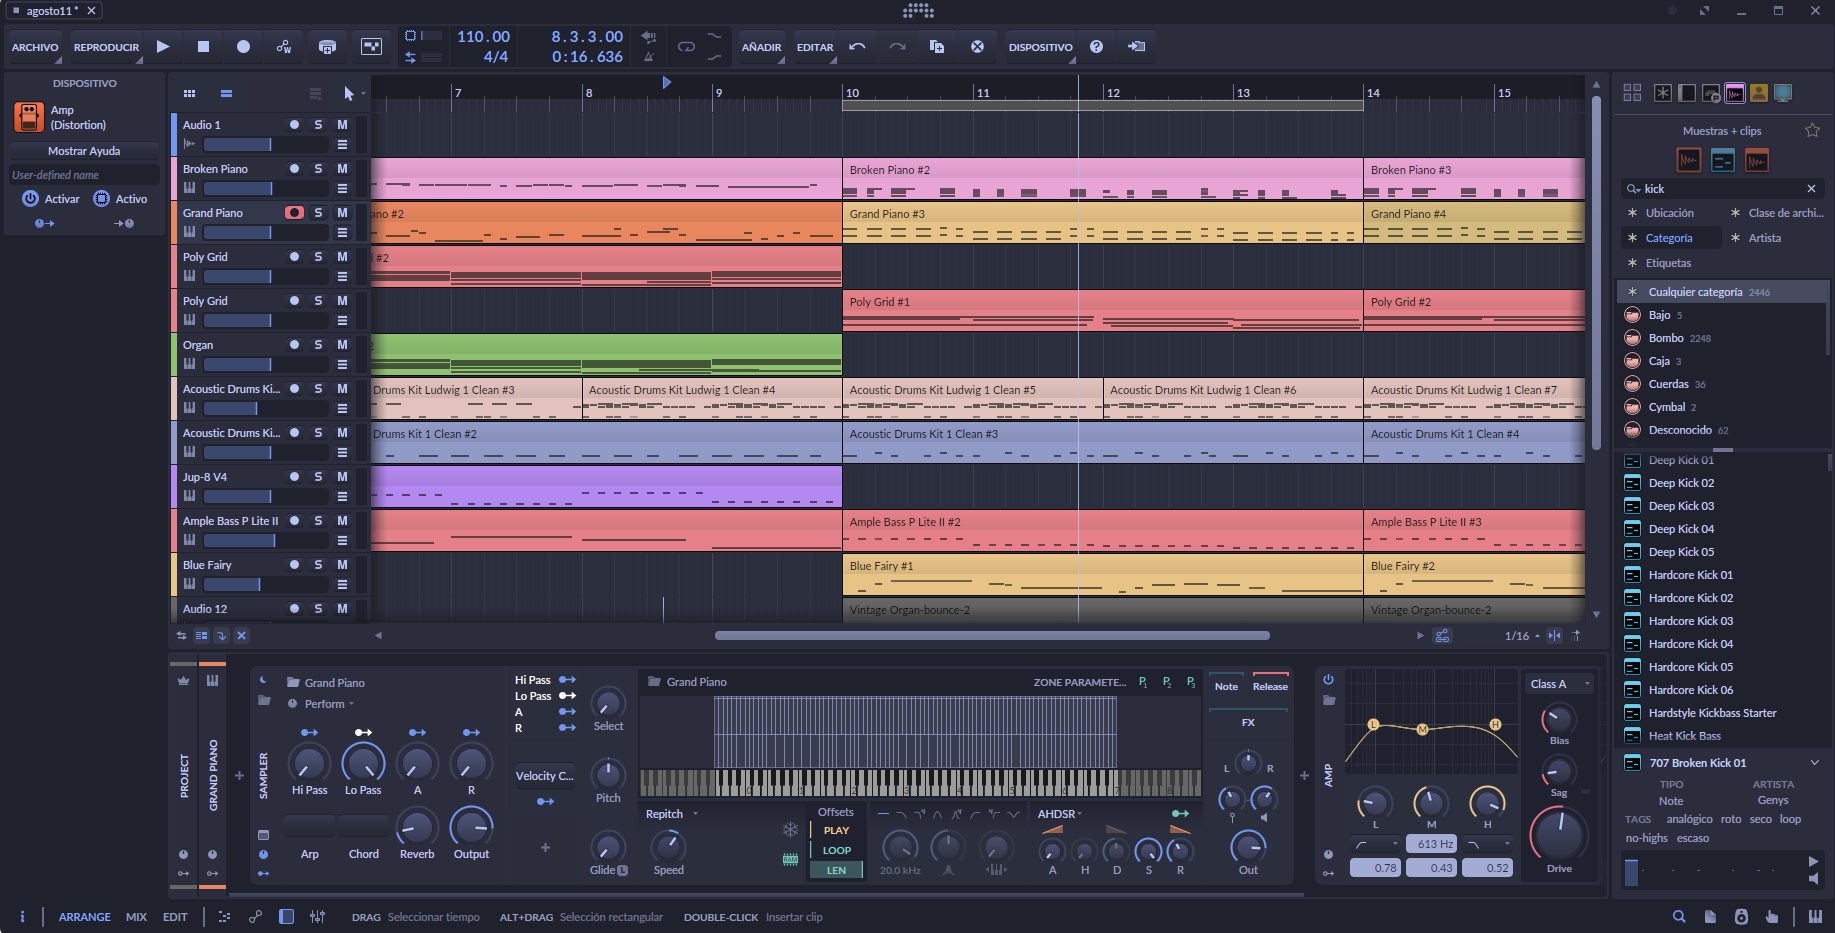 agosto11 *
ARCHIVO
REPRODUCIR
110.00
4/4
8.3.3.00
0:16.636
AÑADIR
EDITAR
DISPOSITIVO
DISPOSITIVO
Amp
(Distortion)
Mostrar Ayuda
User-defined name
Activar
Activo
7 8 9 10 11 12 13 14 15
Audio 1 S M
Broken Piano S M
Broken Piano #2
Broken Piano #3
Grand Piano S M
ano #2
Grand Piano #3
Grand Piano #4
Poly Grid S M
#2
Poly Grid S M
Poly Grid #1
Poly Grid #2
Organ S M
Acoustic Drums Ki... S M
Drums Kit Ludwig 1 Clean #3
Acoustic Drums Kit Ludwig 1 Clean #4
Acoustic Drums Kit Ludwig 1 Clean #5
Acoustic Drums Kit Ludwig 1 Clean #6
Acoustic Drums Kit Ludwig 1 Clean #7
Acoustic Drums Ki... S M
Drums Kit 1 Clean #2
Acoustic Drums Kit 1 Clean #3
Acoustic Drums Kit 1 Clean #4
Jup-8 V4 S M
Ample Bass P Lite II S M
Ample Bass P Lite II #2
Ample Bass P Lite II #3
Blue Fairy S M
Blue Fairy #1
Blue Fairy #2
Audio 12 S M
Vintage Organ-bounce-2
Vintage Organ-bounce-2
1/16
Muestras + clips
kick
Ubicación
Clase de archi...
Categoría
Artista
Etiquetas
Cualquier categoría 2446
Bajo 5
Bombo 2248
Caja 3
Cuerdas 36
Cymbal 2
Desconocido 62
Deep Kick 01
Deep Kick 02
Deep Kick 03
Deep Kick 04
Deep Kick 05
Hardcore Kick 01
Hardcore Kick 02
Hardcore Kick 03
Hardcore Kick 04
Hardcore Kick 05
Hardcore Kick 06
Hardstyle Kickbass Starter
Heat Kick Bass
707 Broken Kick 01
TIPO
Note
ARTISTA
Genys
TAGS analógico roto seco loop
no-highs escaso
PROJECT
GRAND PIANO
SAMPLER
Grand Piano
Perform
Hi Pass
Lo Pass
A
R
Arp
Chord
Reverb
Output
Hi Pass
Lo Pass
A
R
Velocity C...
Select
Pitch
Glide L
Grand Piano
ZONE PARAMETE...
P1 P2 P3
0 1 2 3 4 5 6 7 8
Repitch
Speed
RAM
Offsets
PLAY
LOOP
LEN
20.0 kHz
AHDSR
A H D S R
Note
Release
FX
L R
Out
AMP
L M H
L M H
613 Hz
0.78 0.43 0.52
Class A
Bias
Sag
Drive
i
ARRANGE MIX EDIT
DRAG Seleccionar tiempo
ALT+DRAG Selección rectangular
DOUBLE-CLICK Insertar clip